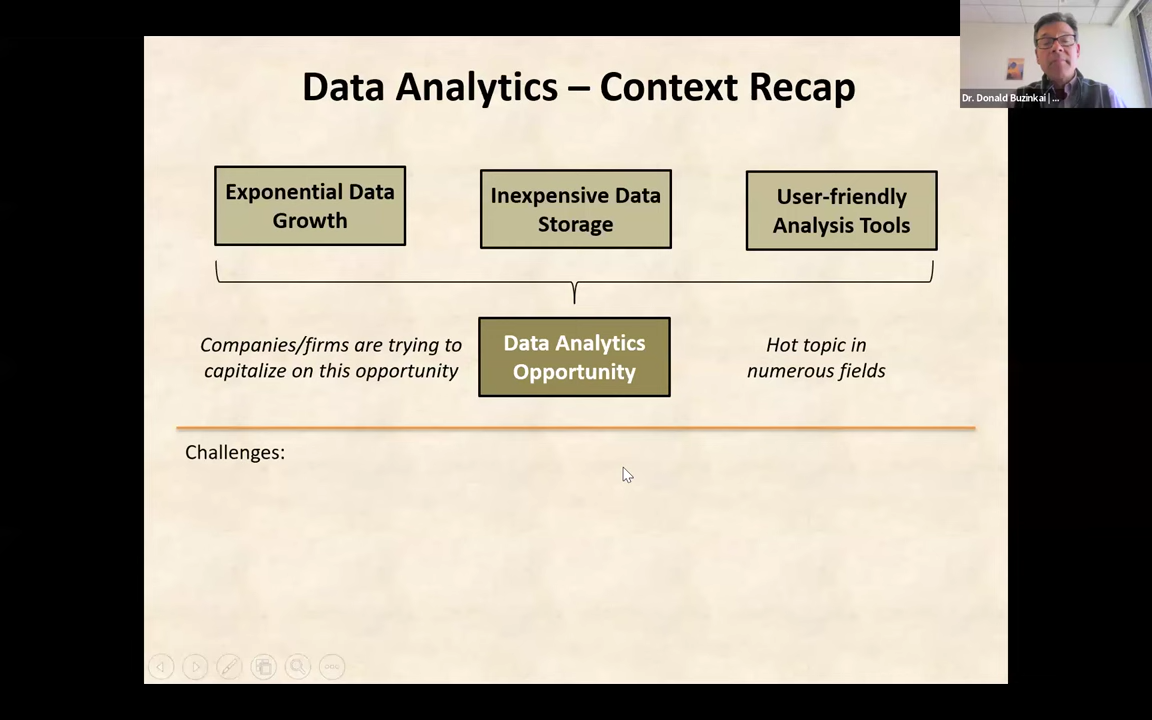 Data Analytics – Context Recap
Dr. Donald Buzinkai | ...
Exponential Data
Growth
Inexpensive Data
Storage
User-friendly
Analysis Tools
Companies/firms are trying to
capitalize on this opportunity
Data Analytics
Opportunity
Hot topic in
numerous fields
Challenges: